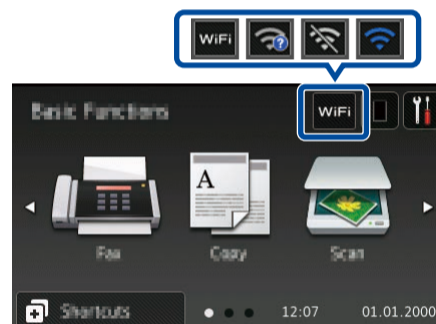 WiFi
Basic Functions
WiFi
A
Fax
Copy
Scan
Shortcuts
12:07
01.01.2000